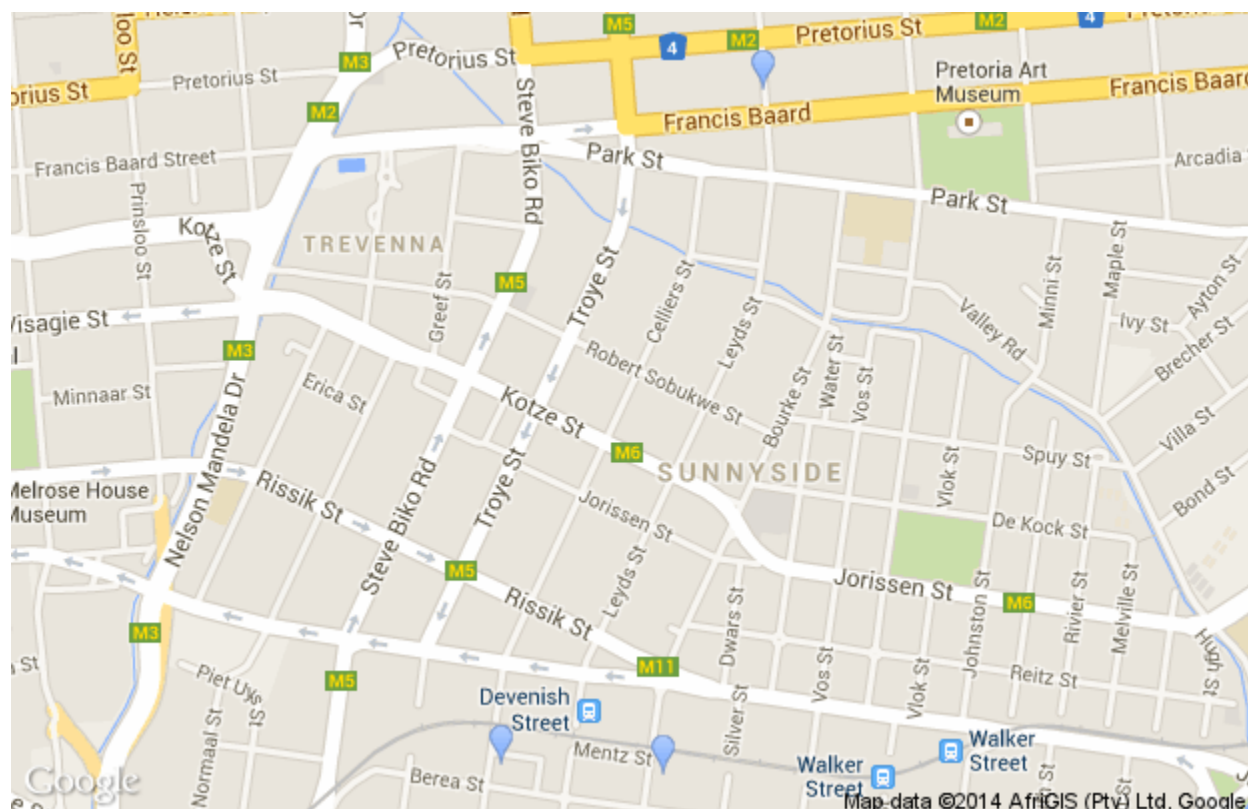 M5
4
M2
4
Pretorius St
M3
Pretorius St
Pretorius St
M2
Steve Biko Rd
Pretoria Art
Museum
Francis Baard
Francis Baard
Francis Baard Street
Park St
Prinsloo St
Park St
Kotze St
TREVENNA
M5
Troye St
Greef St
Celliers St
Leyds St
Minni St
Maple St
Ayton St
Visagie St
Valley Rd
Ivy St
Brecher St
M3
Minnaar St
Erica St
Robert Sobukwe St
Bourke St
Water St
Vos St
Kotze St
Villa St
M6
SUNNYSIDE
Spuy St
Vlok St
Bond St
Melrose House
Museum
Nelson Mandela Dr
Rissik St
Steve Biko Rd
Troye St
Jorissen St
De Kock St
M5
Leyds St
Rissik St
Jorissen St
M6
Dwars St
Johnston St
Rivier St
Melville St
Hugh St
M3
Piet Uys St
M5
M11
Vos St
Vlok St
Reitz St
Devenish
Street
Normaal St
Silver St
Mentz St
Berea St
Walker
Street
Walker
Street
Google
Map data ©2014 AfriGIS (Pty) Ltd, Google